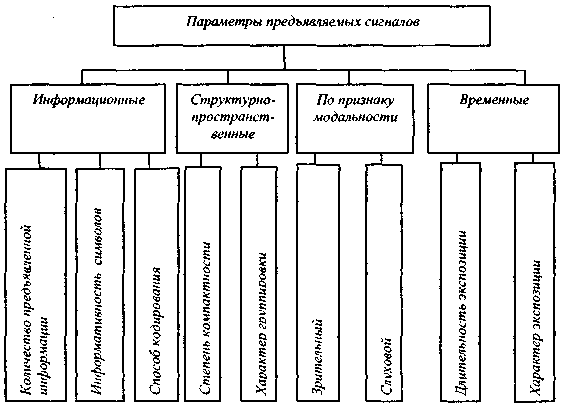 Параметры предъявляемых сигналов
Информационные
Структурно-
пространст-
венные
По признаку
модальности
Временные
Количество предъявленной
информации
Информативность символов
Способ кодирования
Степень компактности
Характер группировки
Зрительный
Слуховой
Длительность экспозиции
Характер экспозиции